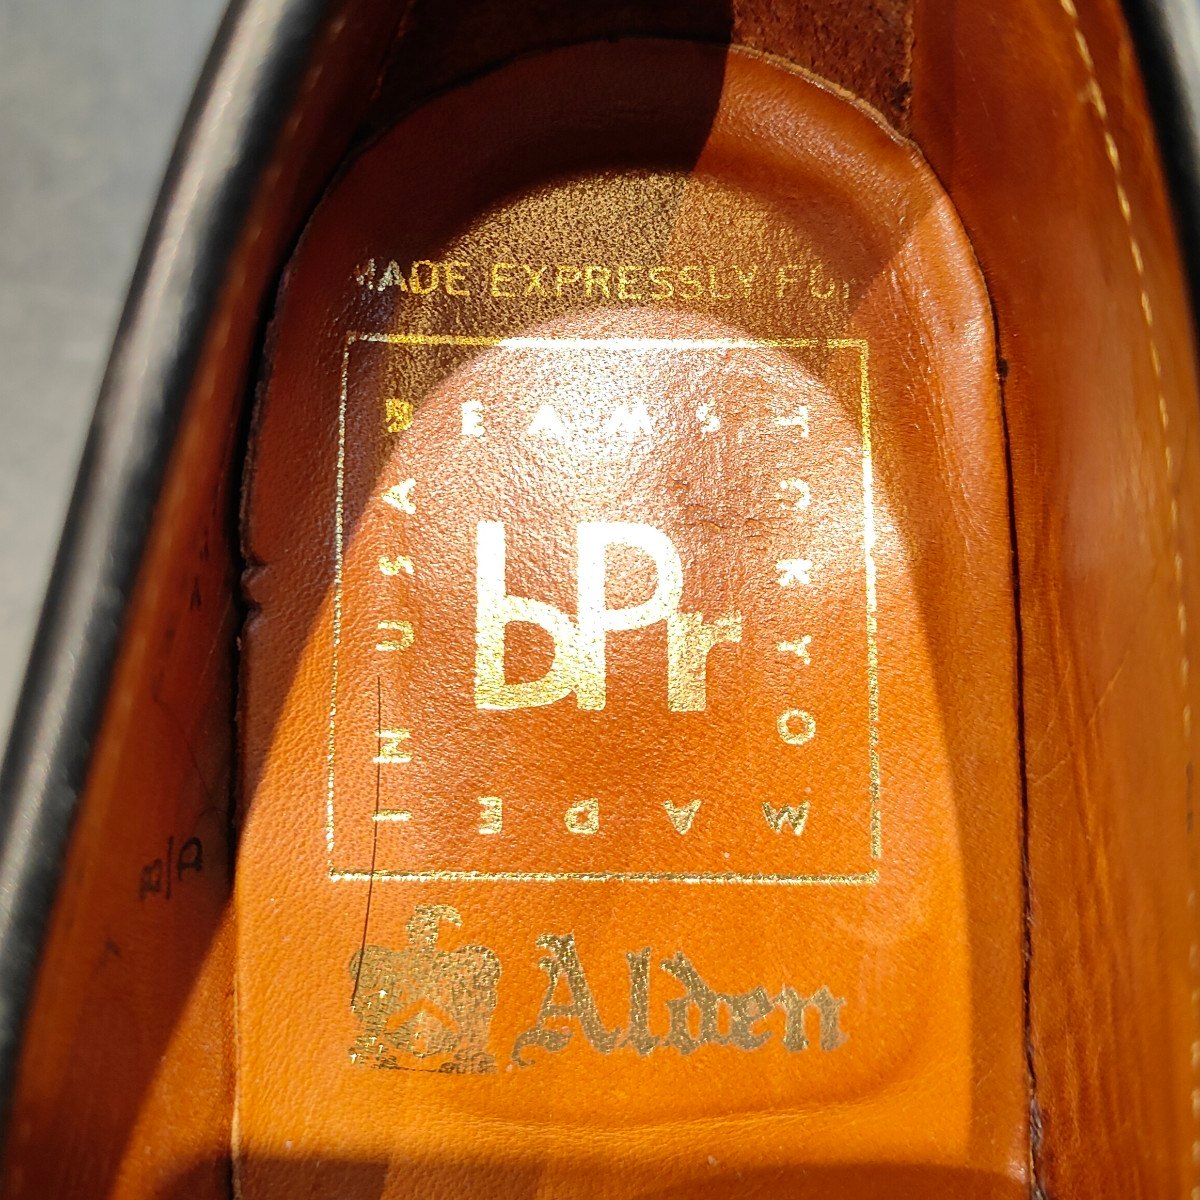 MADE EXPRESSLY FOR
BEAMS TOKYO MADE IN USA
bPr
Alden
B/D